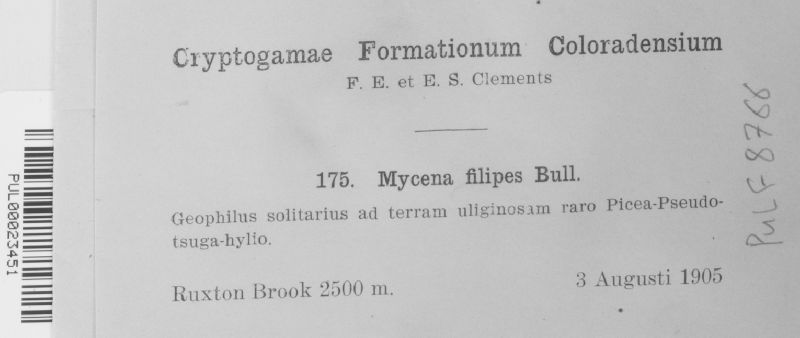 Cryptogamae Formationum Coloradensium
F. E. et E. S. Clements
175. Mycena filipes Bull.
Geophilus solitarius ad terram uliginosam raro Picea-Pseudo-
tsuga-hylio.
Ruxton Brook 2500 m.
3 Augusti 1905
PULF 8766
PUL00023451